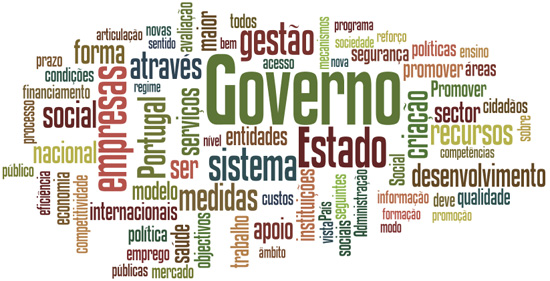 articulação
novas
sentido
avaliação
maior
todos
bem
gestão
acesso
mecanismos
programa
sociedade
nova
reforço
segurança
políticas
ensino
promover
áreas
prazo
forma
condições
através
financiamento
regime
processo
social
empresas
Portugal
serviços
Governo
criação
Promover
sector
cidadãos
recursos
sobre
competências
nível
entidades
Estado
nacional
ser
sistema
Social
desenvolvimento
público
eficiência
economia
competitividade
modelo
medidas
custos
instituições
internacionais
objectivos
trabalho
apoio
âmbito
vista
País
sociais
seguintes
Administração
informação
deve
qualidade
formação
promoção
modo
política
saúde
emprego
públicas
mercado